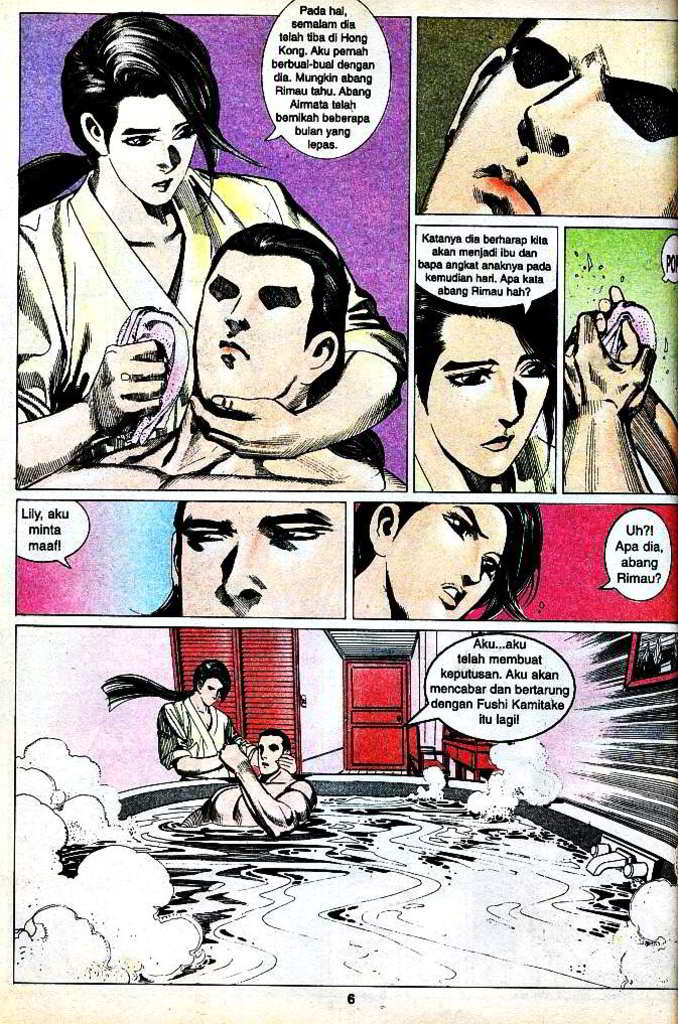 Pada hal,
semalam dia
telah tiba di Hong
Kong. Aku pernah
berbual-bual dengan
dia. Mungkin abang
Rimau tahu. Abang
Airmata telah
bernikah beberapa
bulan yang
lepas.
Katanya dia berharap kita
akan menjadi ibu dan
bapa angkat anaknya pada
kemudian hari. Apa kata
abang Rimau hah?
Lily, aku
minta
maaf!
Uh?!
Apa dia,
abang
Rimau?
Aku...aku
telah membuat
keputusan. Aku akan
mencabar dan bertarung
dengan Fushi Kamitake
itu lagi!
6